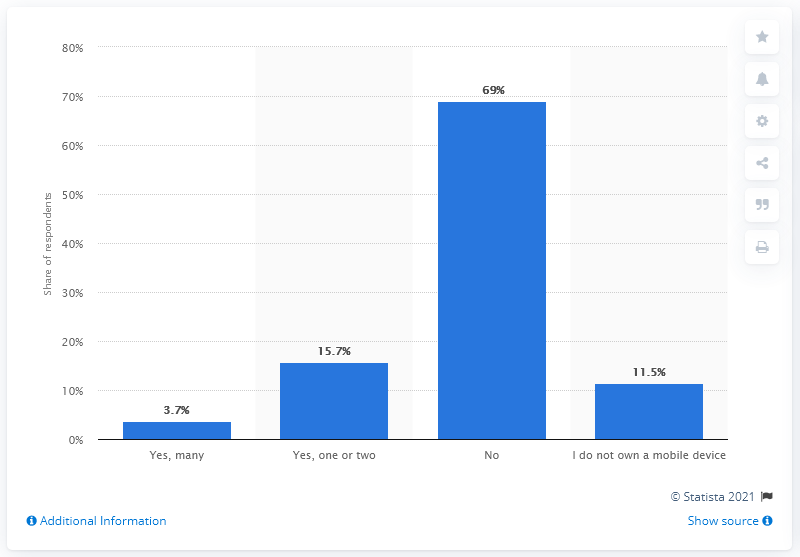 80%
70%
60%
50%
40%
30%
20%
10%
0%
Share of respondents
3.7%
15.7%
69%
11.5%
Yes, many
Yes, one or two
No
I do not own a mobile device
© Statista 2021
Additional Information
Show source